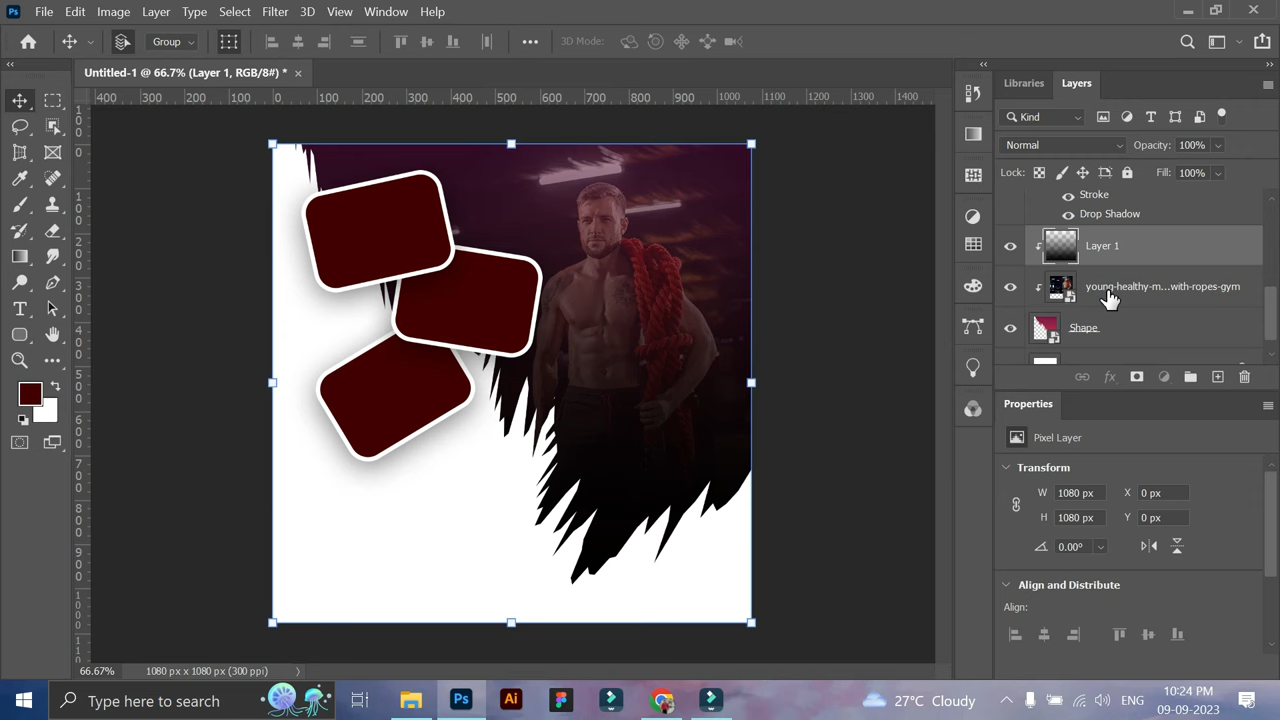 Ps File Edit Image Layer Type Select Filter 3D View Window Help
Group 3D Mode:
Untitled-1 @ 66.7% (Layer 1, RGB/8#) * ×
400 300 200 100 0 100 200 300 400 500 600 700 800 900 1000 1100 1200 1300 1400
Libraries Layers
Kind
Normal Opacity: 100%
Lock: Fill: 100%
Stroke
Drop Shadow
Layer 1
young-healthy-m...with-ropes-gym
Shape
Properties
Pixel Layer
Transform
W 1080 px X 0 px
H 1080 px Y 0 px
0.00°
Align and Distribute
Align:
66.67% 1080 px x 1080 px (300 ppi)
Type here to search
Ps Ai
27°C Cloudy
ENG
10:24 PM
09-09-2023